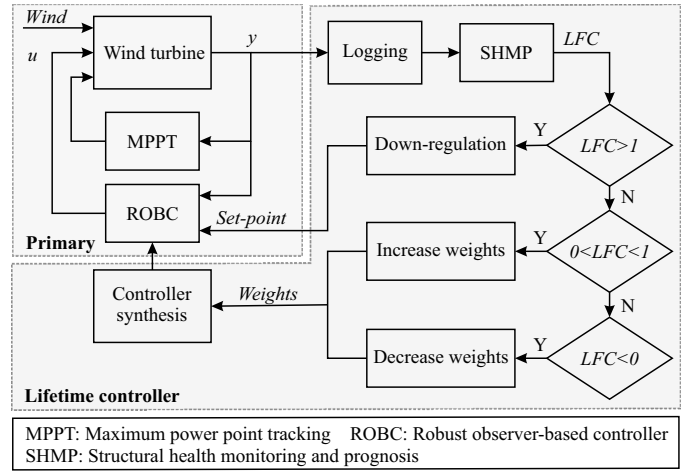 Wind
u
Wind turbine
y
Logging
SHMP
LFC
MPPT
Down-regulation
Y
LFC>1
N
ROBC
Set-point
Primary
Increase weights
Y
0<LFC<1
N
Controller
synthesis
Weights
Decrease weights
Y
LFC<0
Lifetime controller
MPPT: Maximum power point tracking ROBC: Robust observer-based controller
SHMP: Structural health monitoring and prognosis